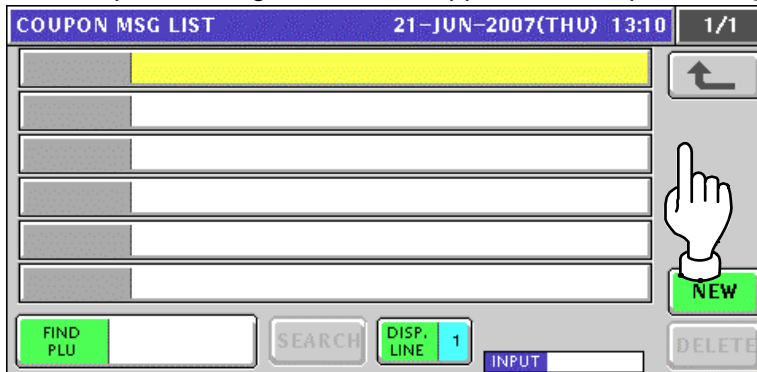 COUPON MSG LIST 21-JUN-2007(THU) 13:10 1/1
NEW
FIND PLU
SEARCH
DISP. LINE 1
INPUT
DELETE